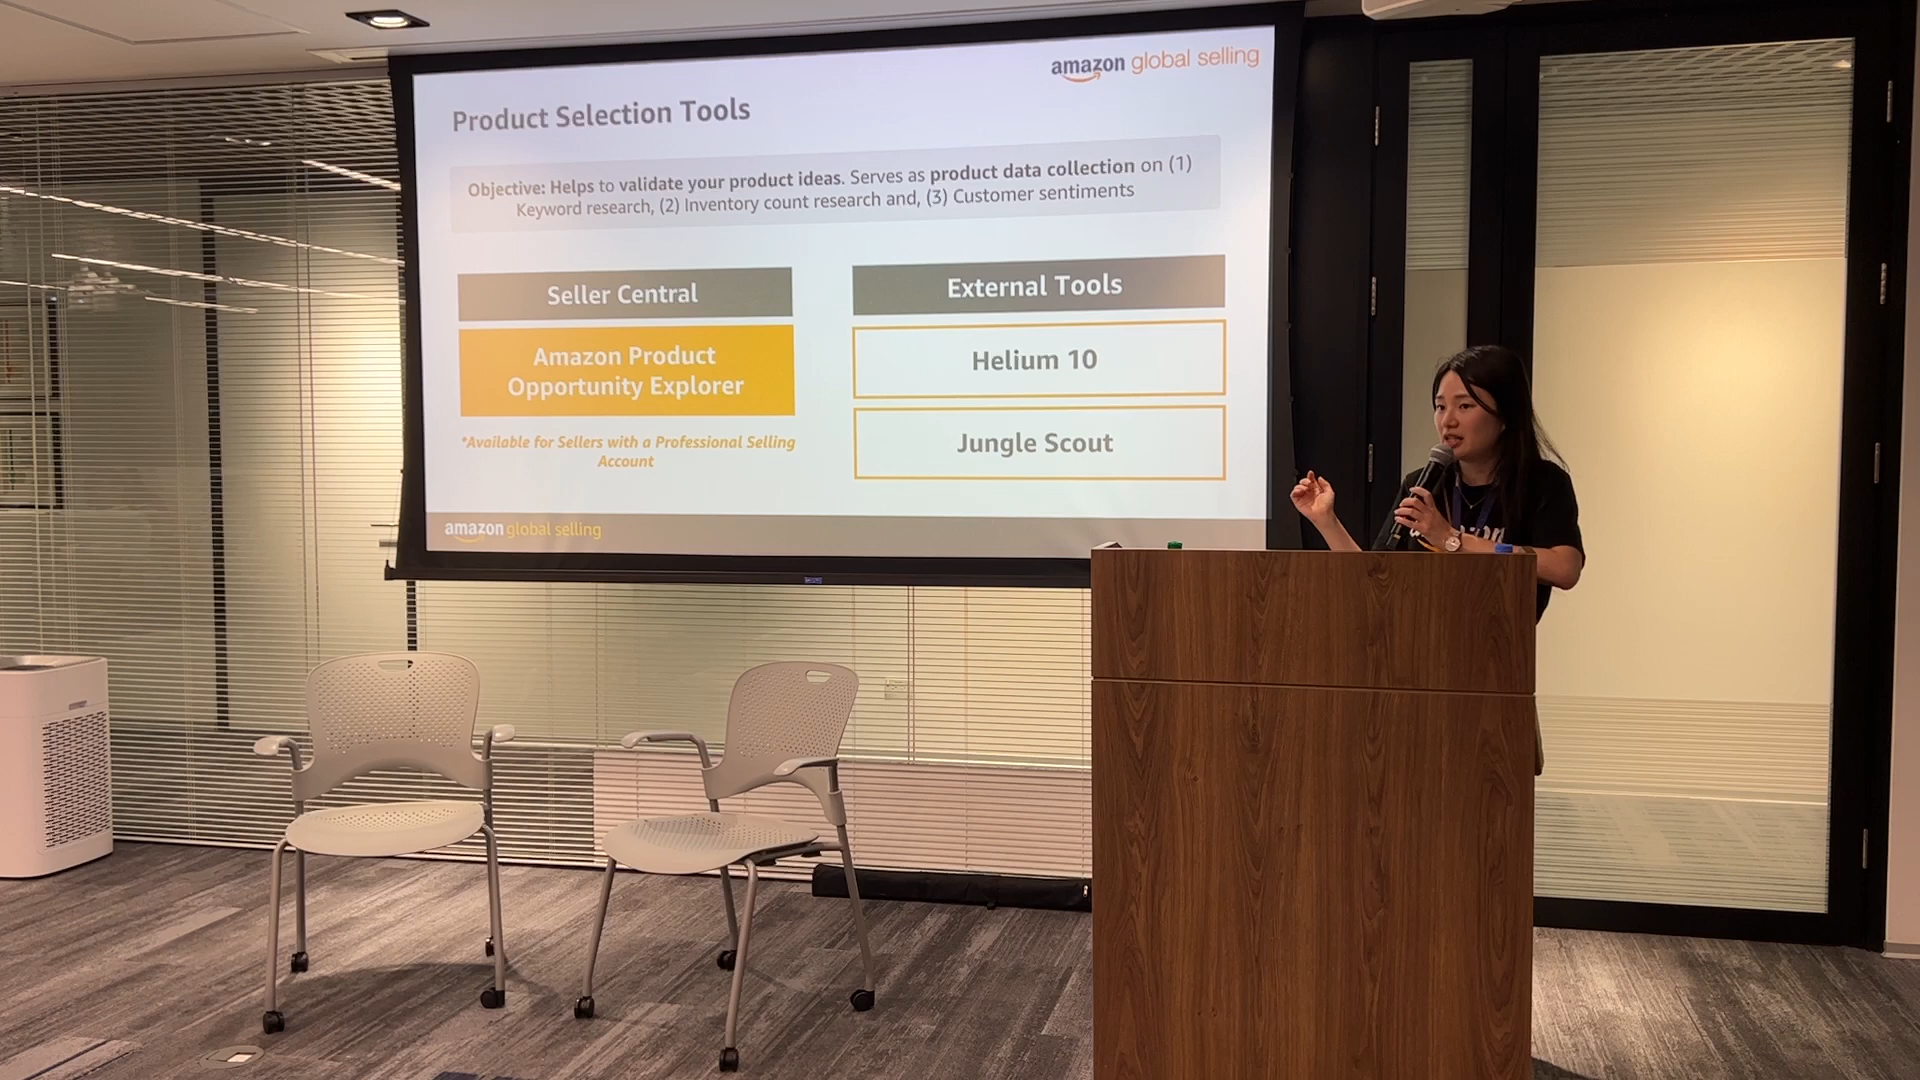 amazon global selling
Product Selection Tools
Objective: Helps to validate your product ideas. Serves as product data collection on (1)
Keyword research, (2) Inventory count research and, (3) Customer sentiments
Seller Central
Amazon Product
Opportunity Explorer
*Available for Sellers with a Professional Selling
Account
External Tools
Helium 10
Jungle Scout
amazon global selling